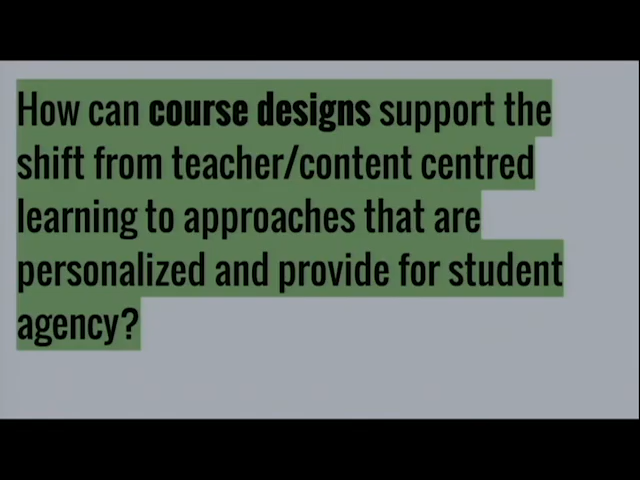 How can course designs support the
shift from teacher/content centred
learning to approaches that are
personalized and provide for student
agency?